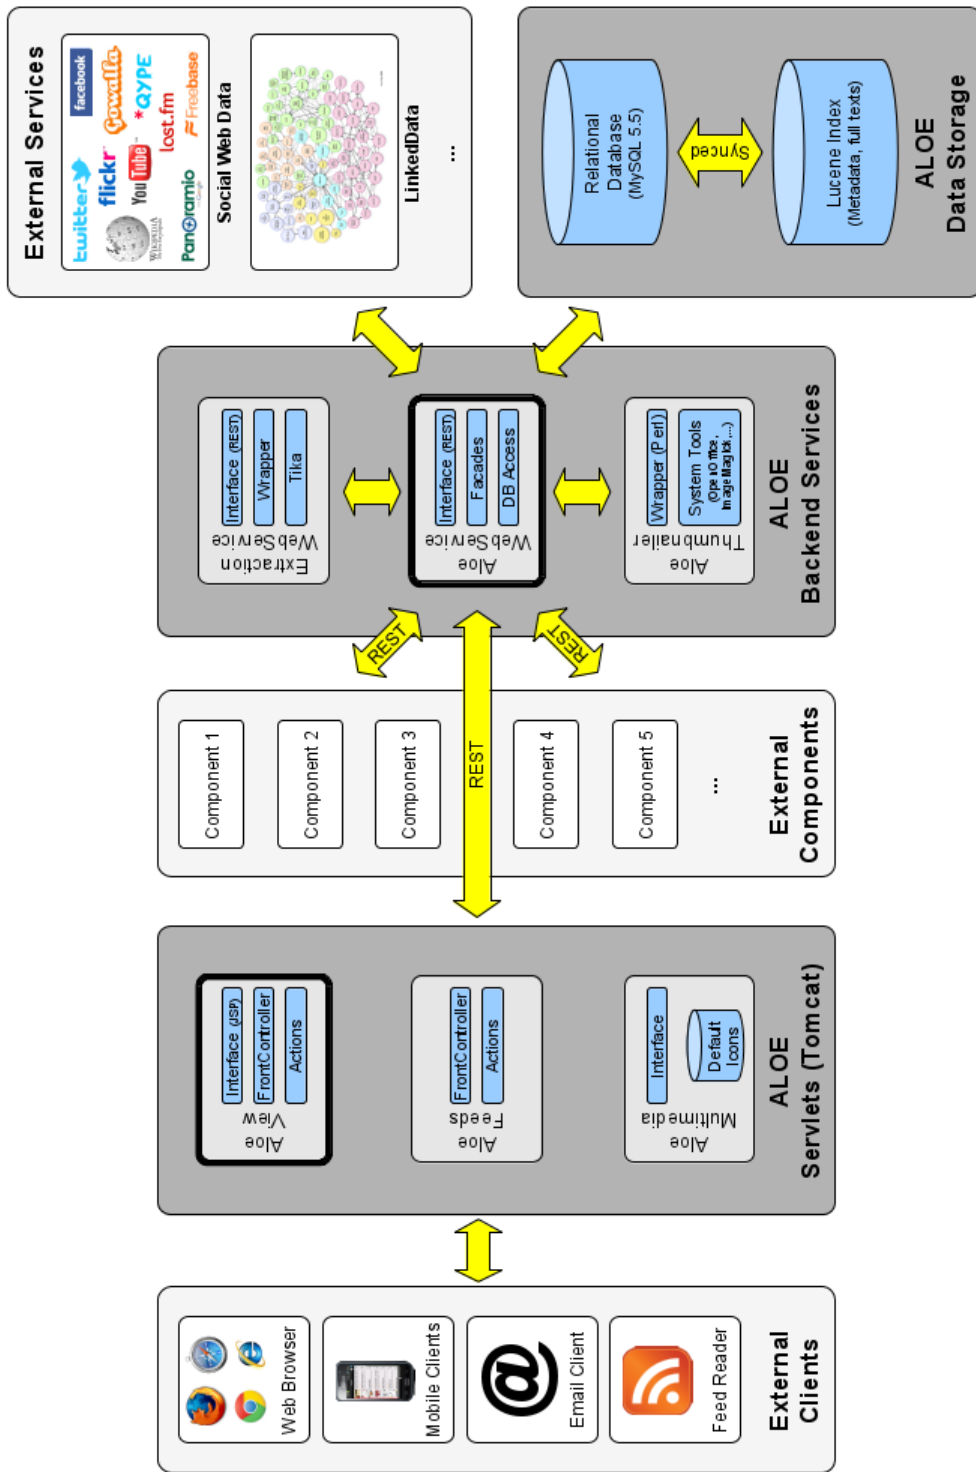 External Clients
Web Browser
Mobile Clients
@
Email Client
Feed Reader
ALOE
Servlets (Tomcat)
Aloe
View
Interface (JSP)
FrontController
Actions
Aloe
Feeds
FrontController
Actions
Aloe
Multimedia
Interface
Default
Icons
External
Components
Component 1
Component 2
Component 3
Component 4
Component 5
...
REST
REST
REST
ALOE
Backend Services
Extraction
WebService
Interface (REST)
Wrapper
Tika
Aloe
WebService
Interface (REST)
Facades
DB Access
Aloe
Thumbnailer
Wrapper (Perl)
System Tools
(OpenOffice,
ImageMagick,...)
External Services
twitter
facebook
flickr
Gowalla
WIKIPEDIA
YouTube
*QYPE
Panoramio
Google
lost.fm
Freebase
Social Web Data
LinkedData
...
ALOE
Data Storage
Relational
Database
(MySQL 5.5)
Synced
Lucene Index
(Metadata, full texts)